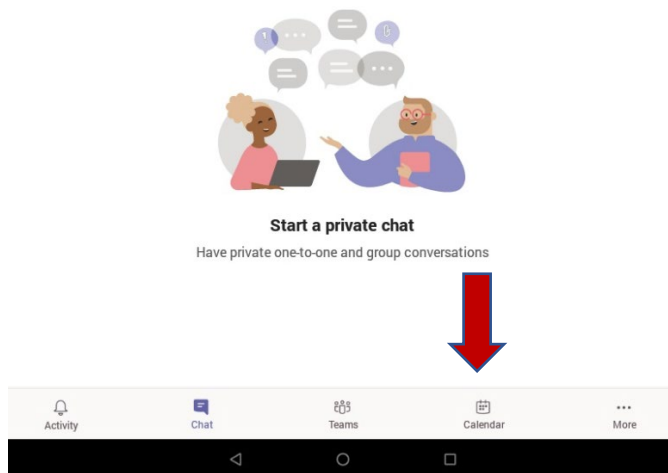 Start a private chat
Have private one-to-one and group conversations
Activity Chat Teams Calendar More